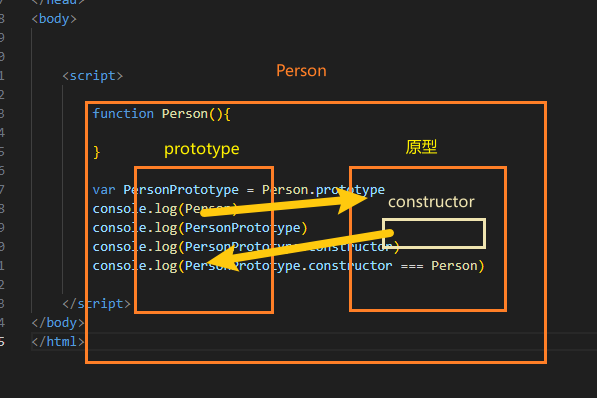 </head>
<body>
Person
<script>
function Person(){
prototype
原型
}
var PersonPrototype = Person.prototype
constructor
console.log(Person)
console.log(PersonPrototype)
console.log(PersonPrototype.constructor)
console.log(PersonPrototype.constructor === Person)
</script>
</body>
</html>